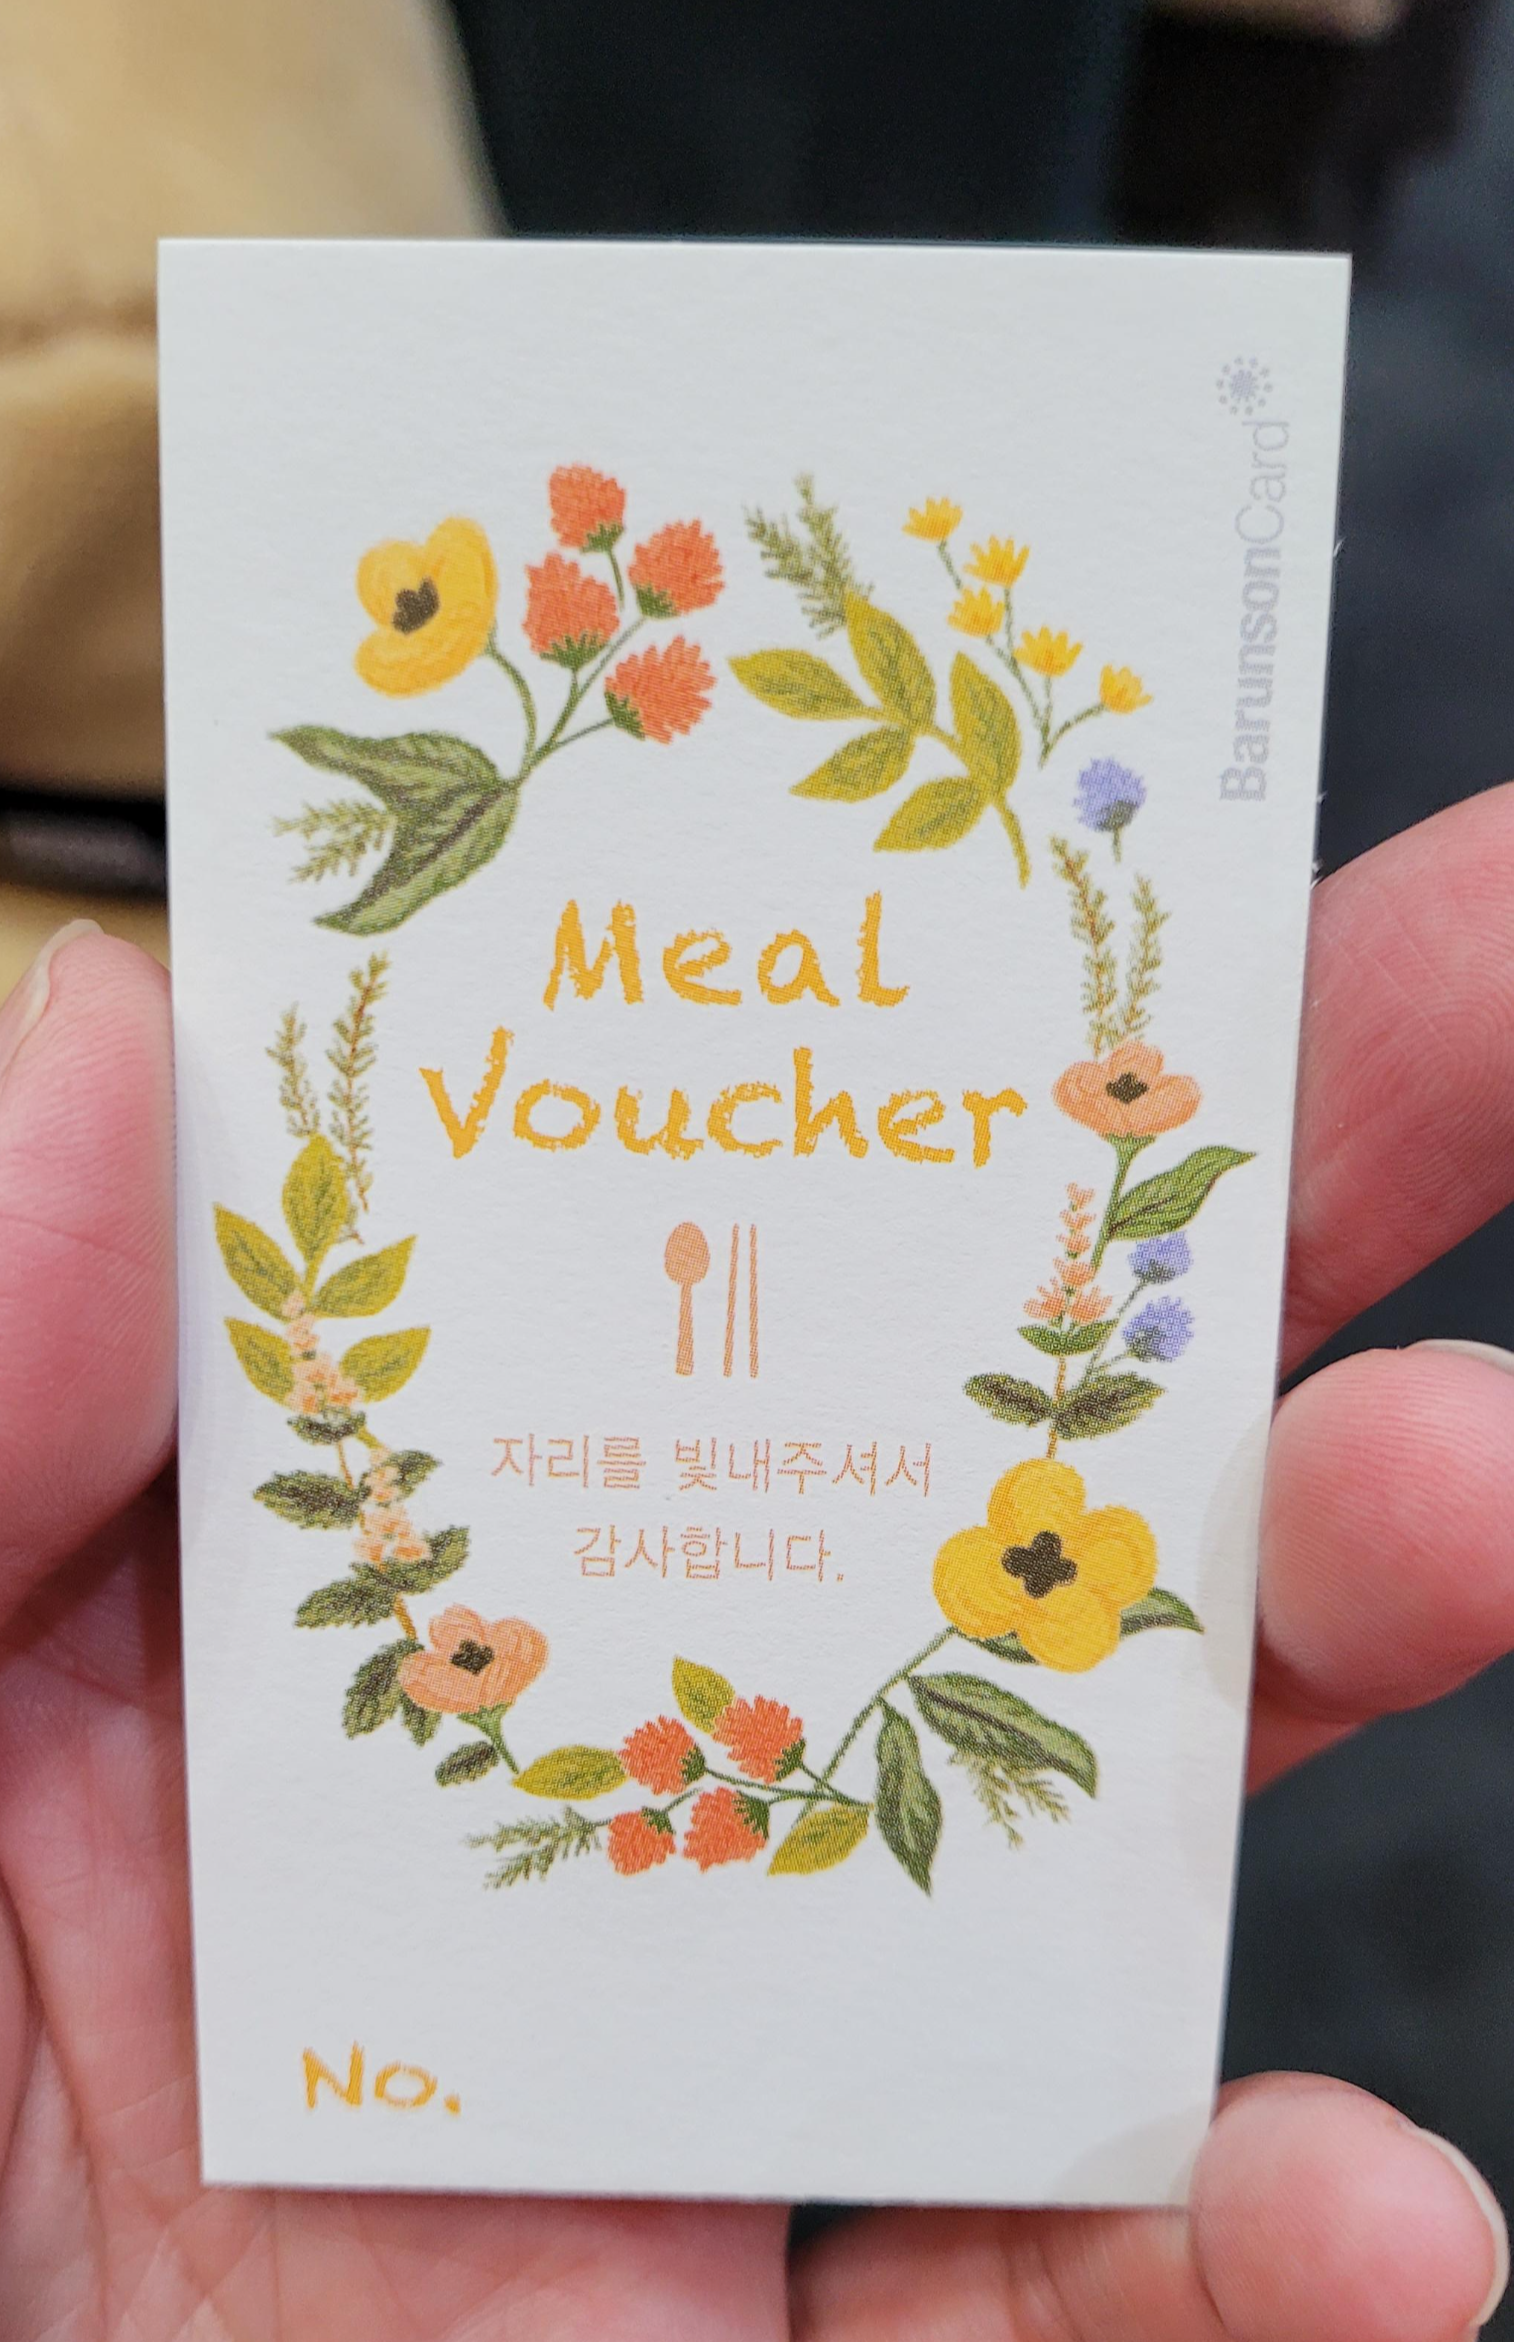 BarunsonCard
Meal
Voucher
자리를 빛내주셔서
감사합니다.
No.